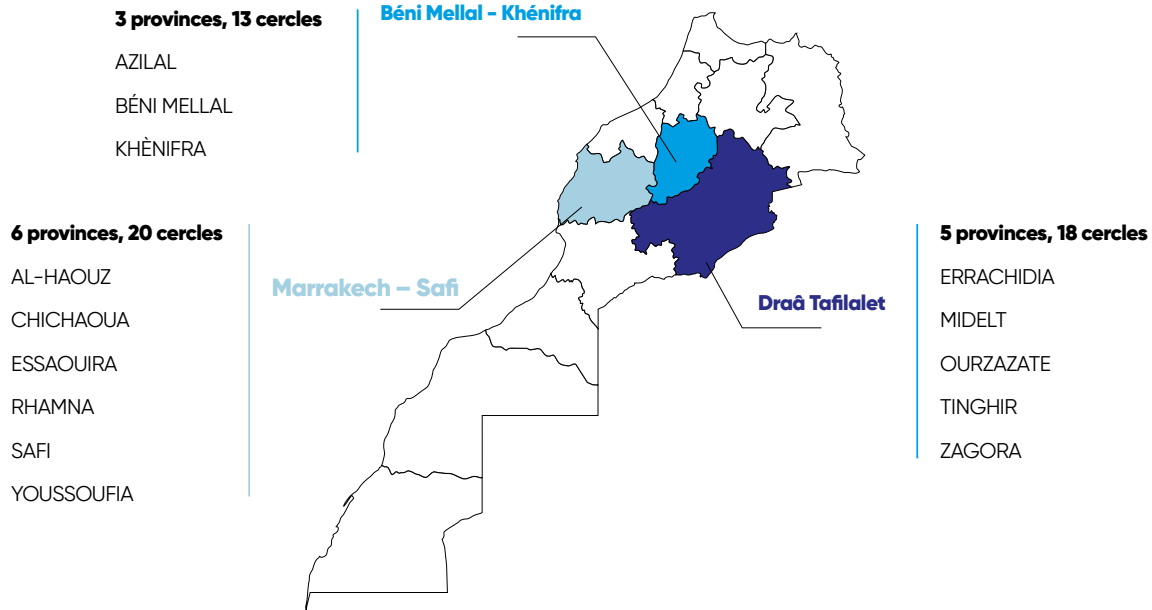 3 provinces, 13 cercles
AZILAL
BÉNI MELLAL
KHÈNIFRA
Béni Mellal - Khénifra
6 provinces, 20 cercles
AL-HAOUZ
CHICHAOUA
ESSAOUIRA
RHAMNA
SAFI
YOUSSOUFIA
Marrakech – Safi
Draâ Tafilalet
5 provinces, 18 cercles
ERRACHIDIA
MIDELT
OURZAZATE
TINGHIR
ZAGORA